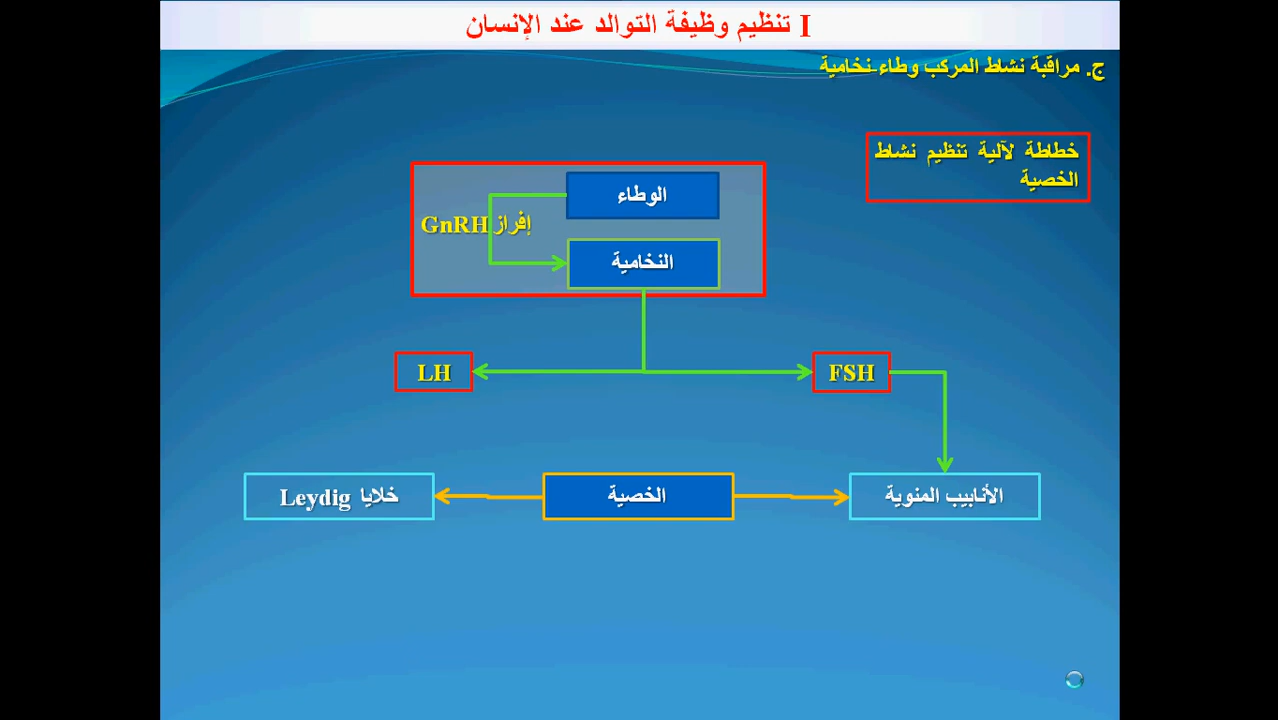 I تنظيم وظيفة التوالد عند الإنسان
ج. مراقبة نشاط المركب وطاء-نخامية
خطاطة لآلية تنظيم نشاط
الخصية
الوطاء
إفراز GnRH
النخامية
FSH
LH
الأنابيب المنوية
الخصية
خلايا Leydig